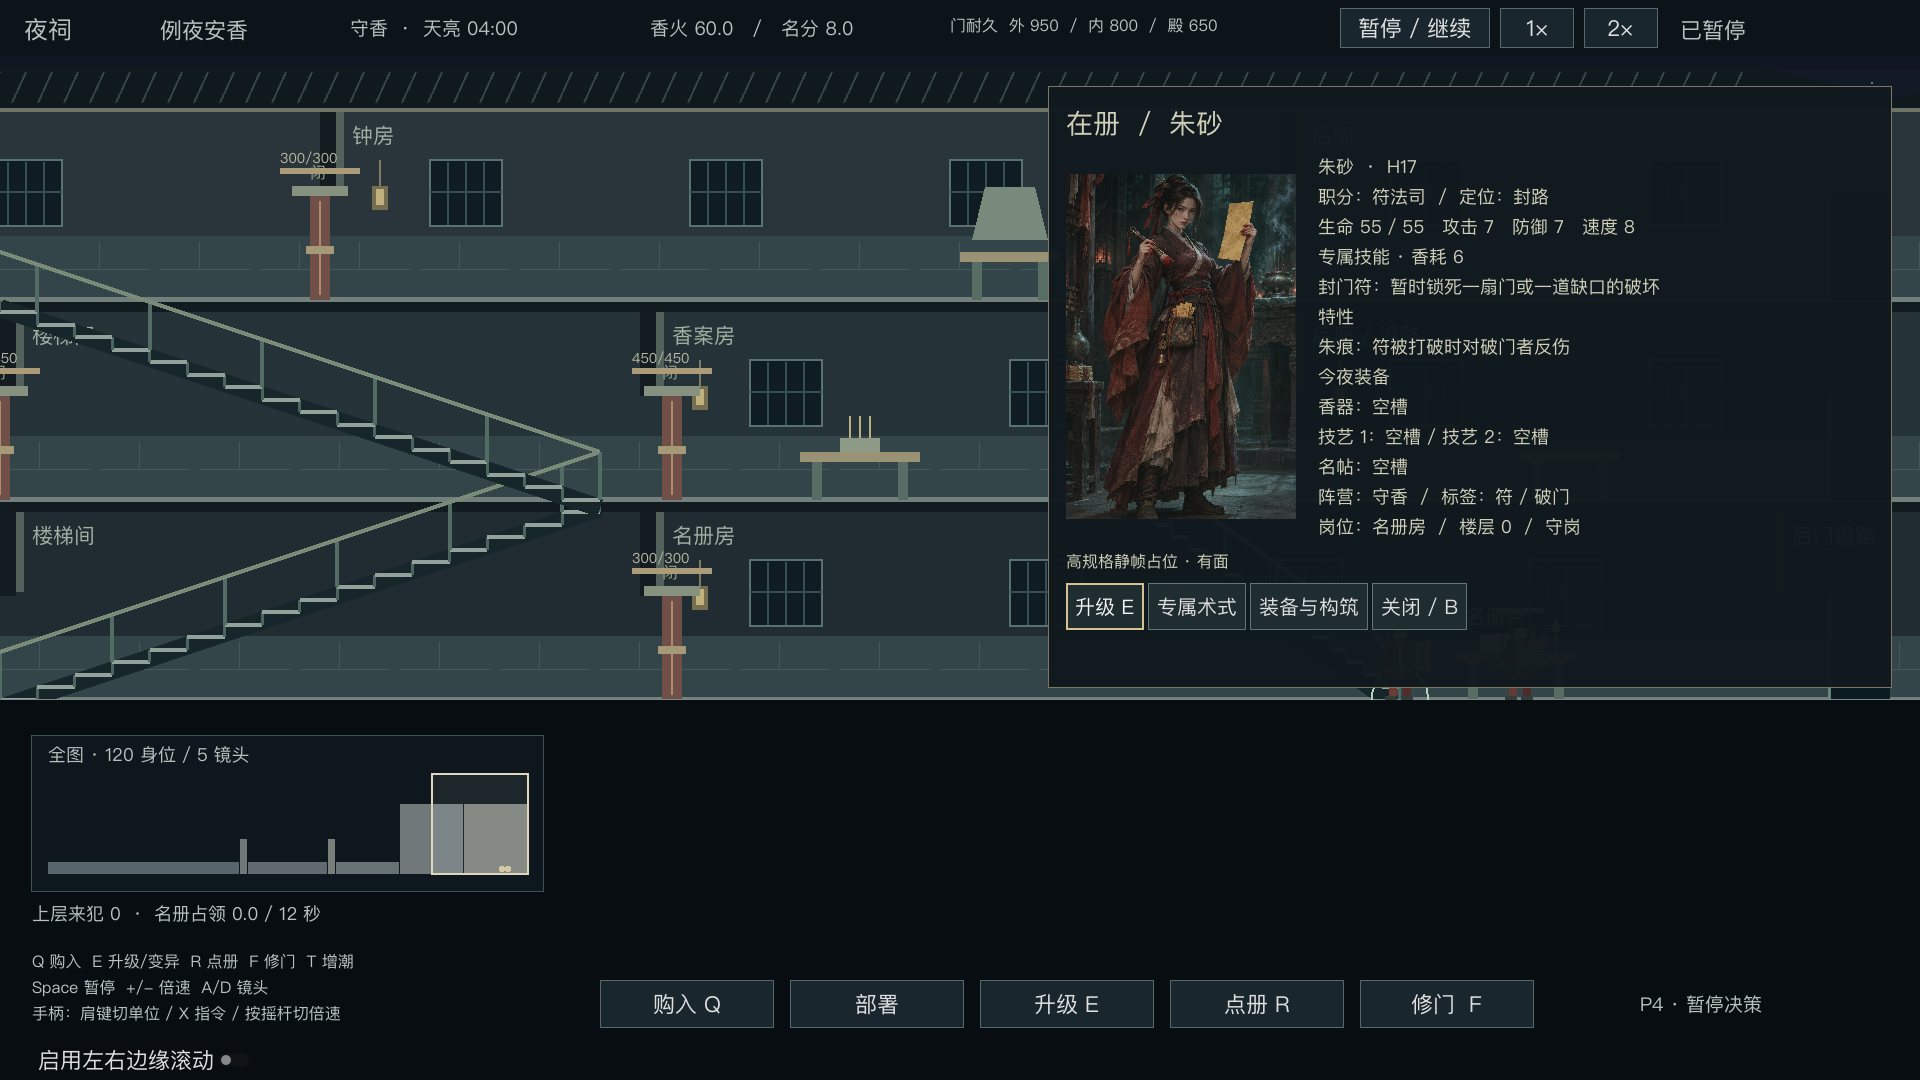 夜祠
例夜安香
守香 · 天亮 04:00
香火 60.0 / 名分 8.0
门耐久 外 950 / 内 800 / 殿 650
暂停 / 继续
1×
2×
已暂停
钟房
300/300
闭
香案房
450/450
闭
楼梯间
名册房
300/300
闭
在册 / 朱砂
朱砂 · H17
职分：符法司 / 定位：封路
生命 55 / 55 攻击 7 防御 7 速度 8
专属技能 · 香耗 6
封门符：暂时锁死一扇门或一道缺口的破坏
特性
朱痕：符被打破时对破门者反伤
今夜装备
香器：空槽
技艺 1：空槽 / 技艺 2：空槽
名帖：空槽
阵营：守香 / 标签：符 / 破门
岗位：名册房 / 楼层 0 / 守岗
高规格静帧占位 · 有面
升级 E
专属术式
装备与构筑
关闭 / B
全图 · 120 身位 / 5 镜头
上层来犯 0 · 名册占领 0.0 / 12 秒
Q 购入 E 升级/变异 R 点册 F 修门 T 增潮
Space 暂停 +/− 倍速 A/D 镜头
手柄：肩键切单位 / X 指令 / 按摇杆切倍速
启用左右边缘滚动
购入 Q
部署
升级 E
点册 R
修门 F
P4 · 暂停决策